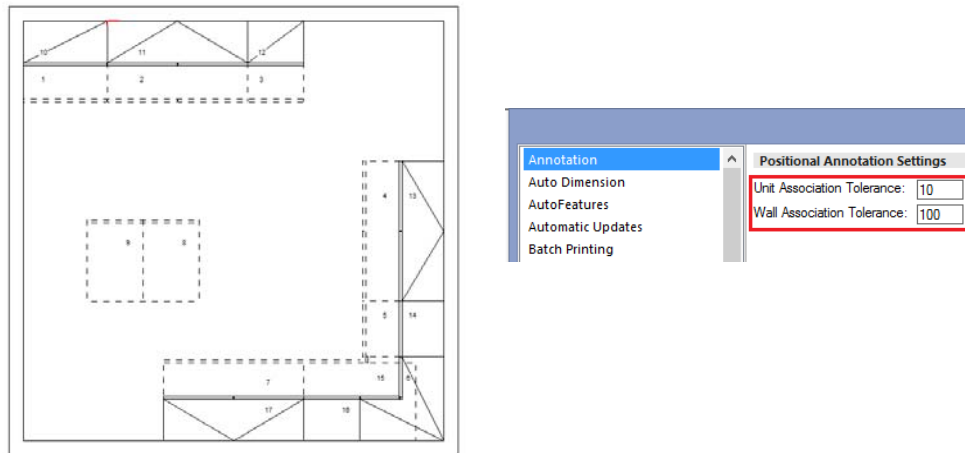 10 11 12
1 2 3
4 13
9 8
5 14
15 6
7
17 16
Annotation
Auto Dimension
AutoFeatures
Automatic Updates
Batch Printing
Positional Annotation Settings
Unit Association Tolerance: 10
Wall Association Tolerance: 100